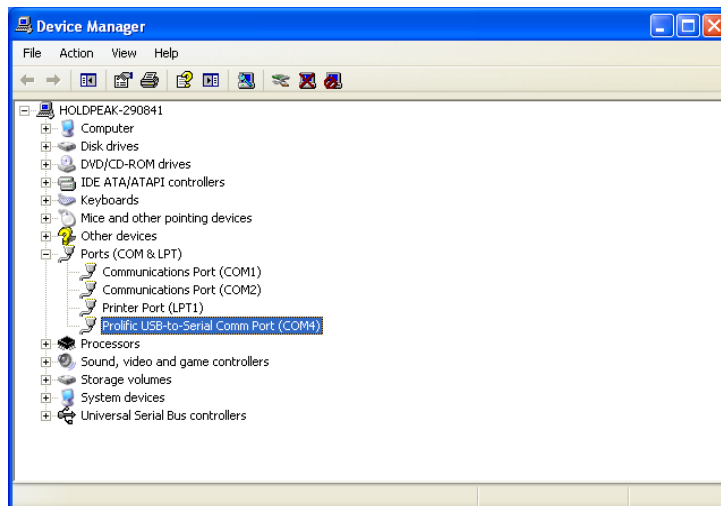 Device Manager
File Action View Help
HOLDPEAK-290841
Computer
Disk drives
DVD/CD-ROM drives
IDE ATA/ATAPI controllers
Keyboards
Mice and other pointing devices
Other devices
Ports (COM & LPT)
Communications Port (COM1)
Communications Port (COM2)
Printer Port (LPT1)
Prolific USB-to-Serial Comm Port (COM4)
Processors
Sound, video and game controllers
Storage volumes
System devices
Universal Serial Bus controllers